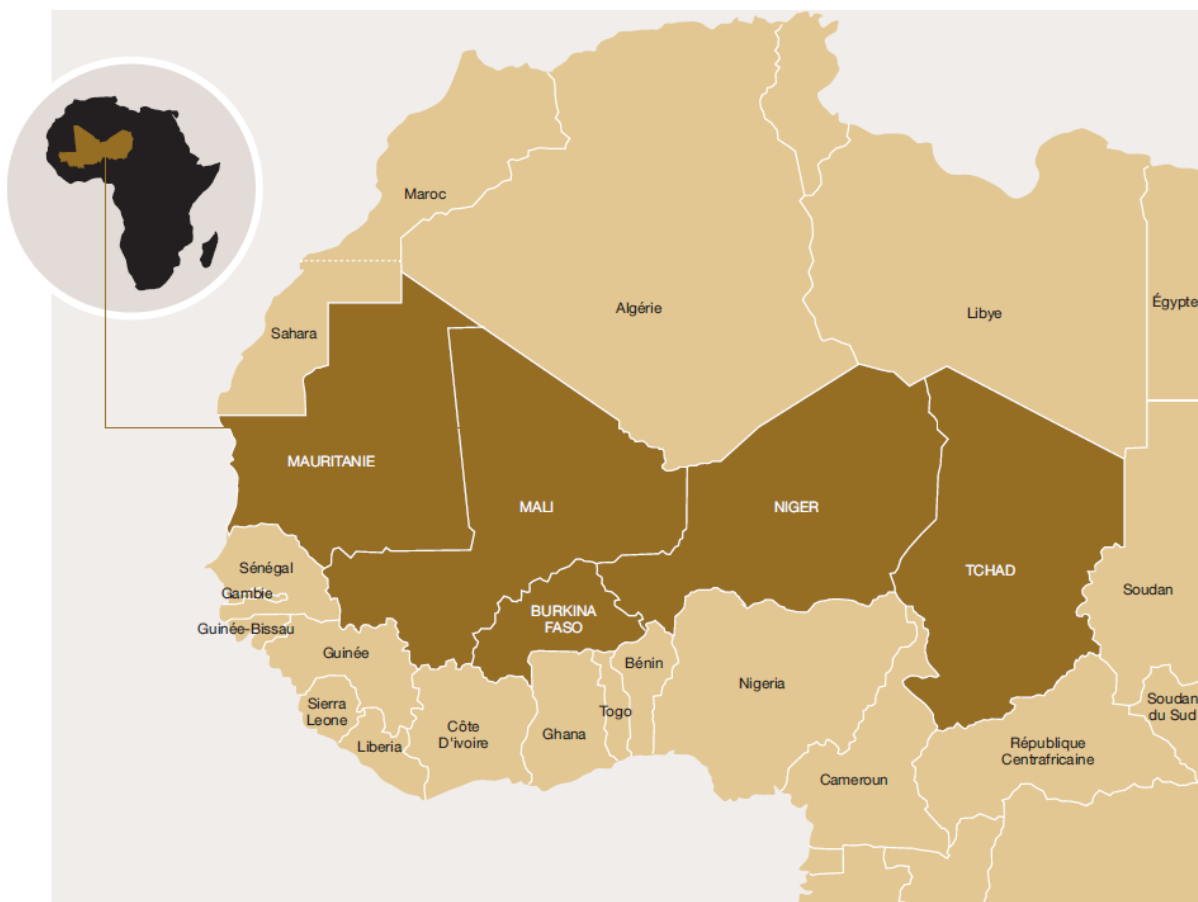 Maroc
Algérie
Libye
Égypte
Sahara
MAURITANIE
MALI
NIGER
TCHAD
Sénégal
Gambie
Guinée-Bissau
Guinée
Sierra
Leone
Liberia
Côte
D'ivoire
BURKINA
FASO
Ghana
Togo
Bénin
Nigeria
Cameroun
République
Centrafricaine
Soudan
Soudan
du Sud